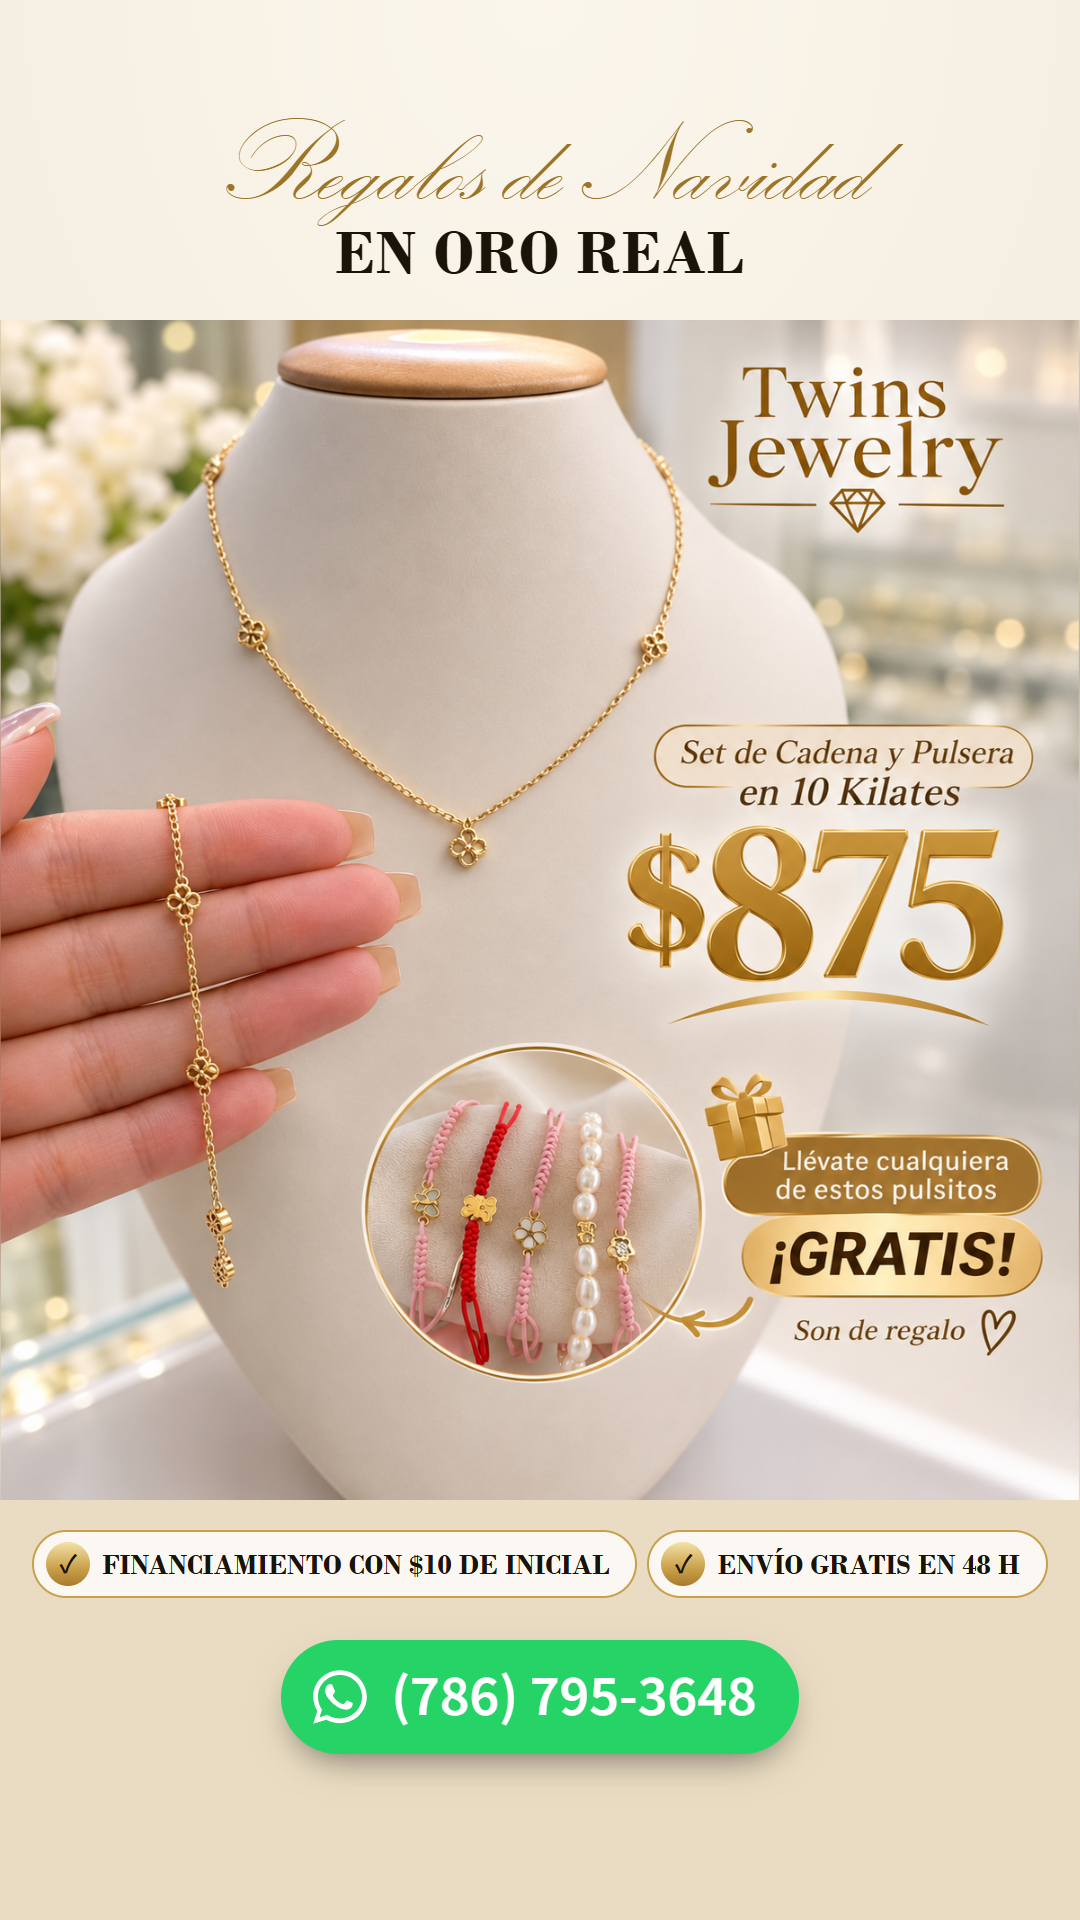 Regalos de Navidad
EN ORO REAL
Twins
Jewelry
Set de Cadena y Pulsera
en 10 Kilates
$875
Llévate cualquiera
de estos pulsitos
¡GRATIS!
Son de regalo
✓ FINANCIAMIENTO CON $10 DE INICIAL
✓ ENVÍO GRATIS EN 48 H
(786) 795-3648